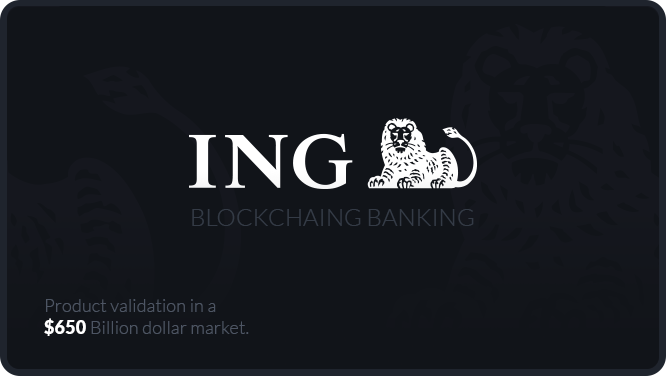 ING
BLOCKCHAING BANKING
Product validation in a
$650 Billion dollar market.